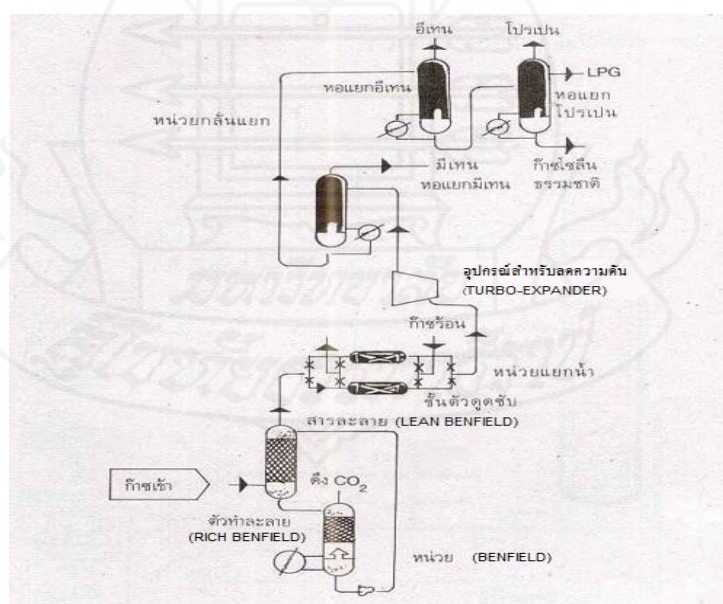 อีเทน
โปรเปน
LPG
หอแยกอีเทน
หอแยก
โปรเปน
หน่วยกลั่นแยก
มีเทน
หอแยกมีเทน
ก๊าซโซลีน
ธรรมชาติ
อุปกรณ์สำหรับลดความดัน
(TURBO-EXPANDER)
ก๊าซร้อน
หน่วยแยกน้ำ
ชั้นตัวดูดซับ
สารละลาย (LEAN BENFIELD)
ก๊าซเข้า
ดึง CO2
ตัวทำละลาย
(RICH BENFIELD)
หน่วย (BENFIELD)